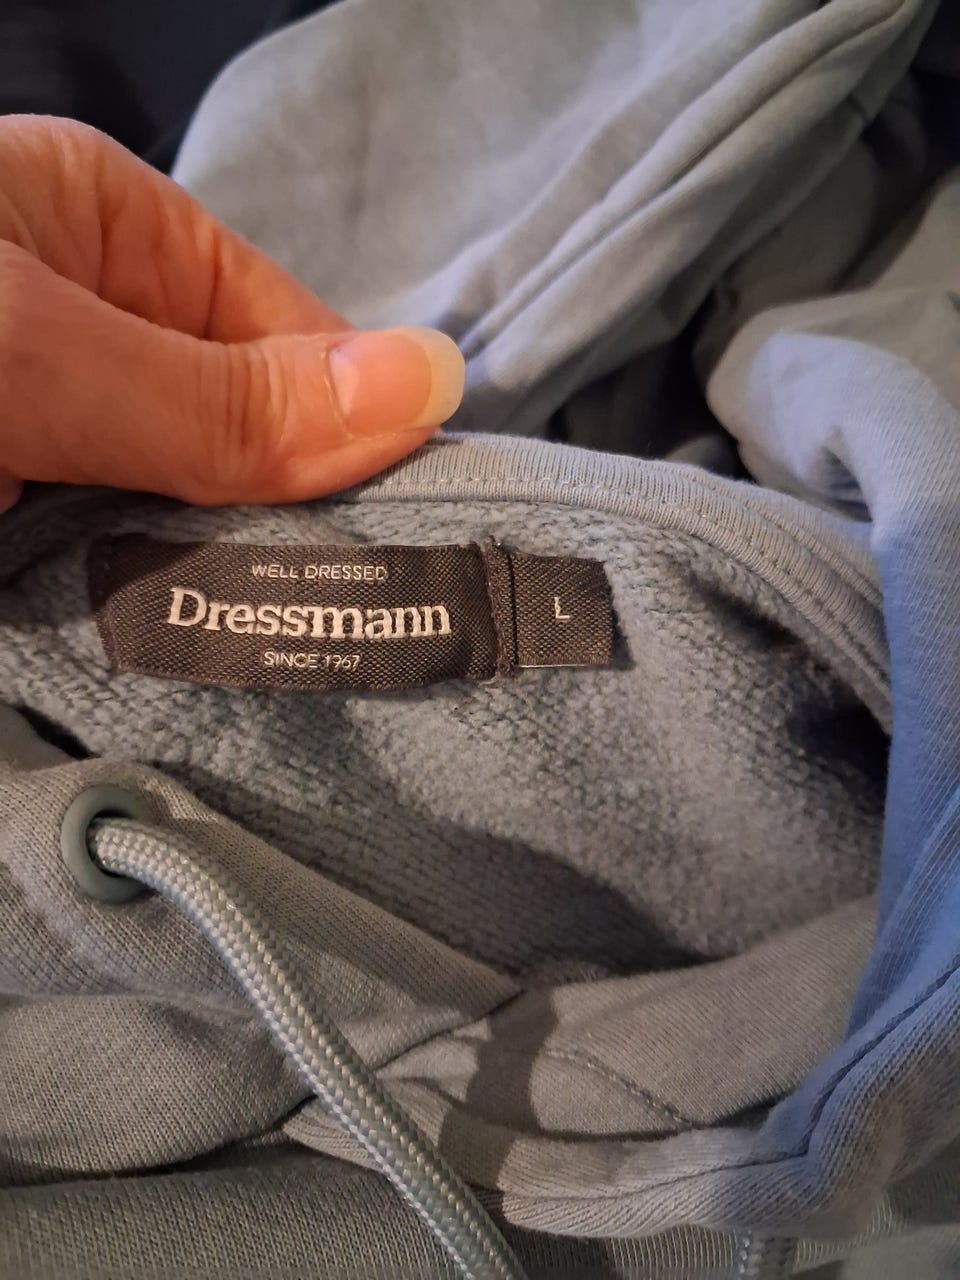 WELL DRESSED
Dressmann
SINCE 1967
L